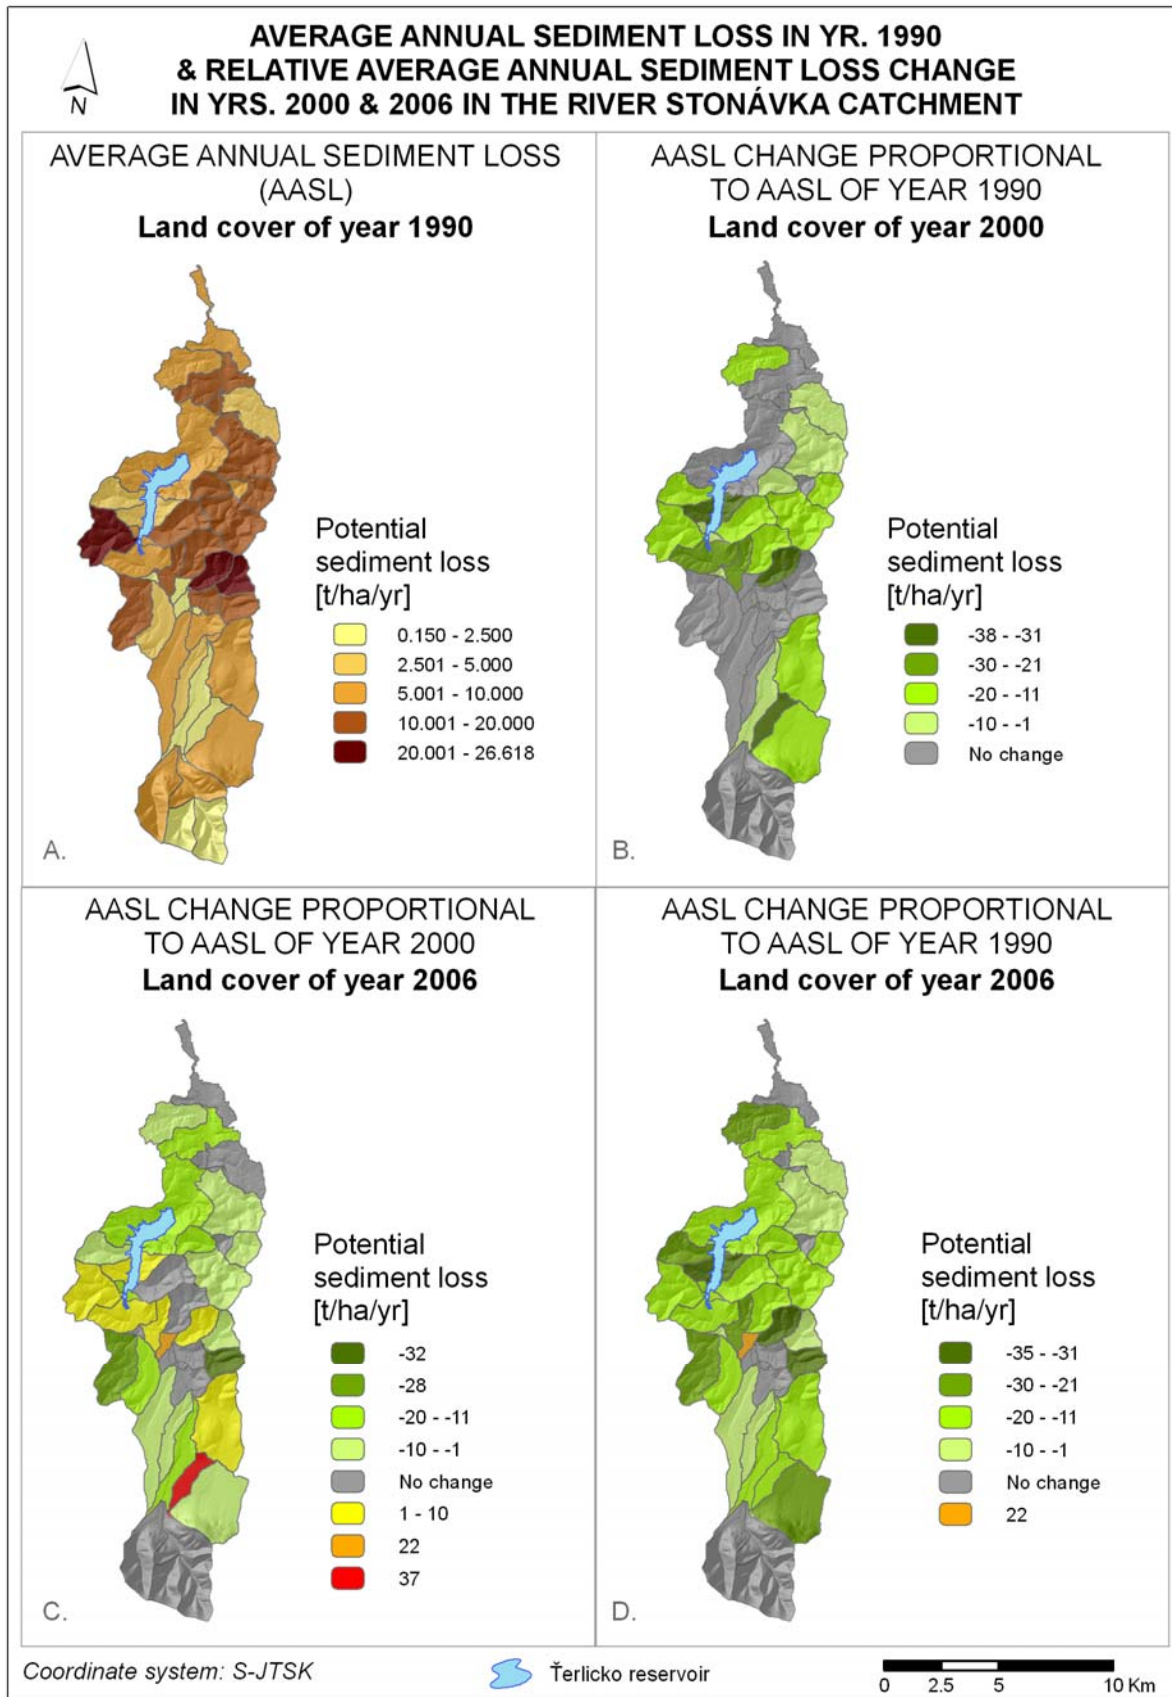 AVERAGE ANNUAL SEDIMENT LOSS IN YR. 1990
& RELATIVE AVERAGE ANNUAL SEDIMENT LOSS CHANGE
IN YRS. 2000 & 2006 IN THE RIVER STONÁVKA CATCHMENT
N
AVERAGE ANNUAL SEDIMENT LOSS
(AASL)
Land cover of year 1990
Potential
sediment loss
[t/ha/yr]
0.150 - 2.500
2.501 - 5.000
5.001 - 10.000
10.001 - 20.000
20.001 - 26.618
A.
AASL CHANGE PROPORTIONAL
TO AASL OF YEAR 1990
Land cover of year 2000
Potential
sediment loss
[t/ha/yr]
-38 - -31
-30 - -21
-20 - -11
-10 - -1
No change
B.
AASL CHANGE PROPORTIONAL
TO AASL OF YEAR 2000
Land cover of year 2006
Potential
sediment loss
[t/ha/yr]
-32
-28
-20 - -11
-10 - -1
No change
1 - 10
22
37
C.
AASL CHANGE PROPORTIONAL
TO AASL OF YEAR 1990
Land cover of year 2006
Potential
sediment loss
[t/ha/yr]
-35 - -31
-30 - -21
-20 - -11
-10 - -1
No change
22
D.
Coordinate system: S-JTSK
Ťerlicko reservoir
0 2.5 5 10 Km